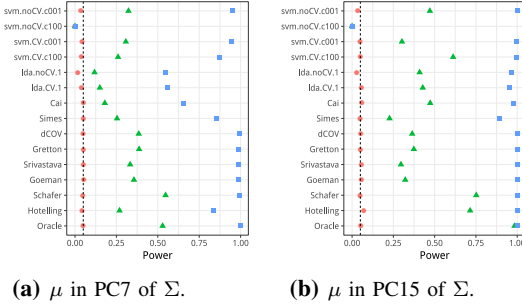 svm.noCV.c001
svm.noCV.c100
svm.CV.c001
svm.CV.c100
lda.noCV.1
lda.CV.1
Cai
Simes
dCOV
Gretton
Srivastava
Goeman
Schafer
Hotelling
Oracle
0.00 0.25 0.50 0.75 1.00
Power
(a) μ in PC7 of Σ.
svm.noCV.c001
svm.noCV.c100
svm.CV.c001
svm.CV.c100
lda.noCV.1
lda.CV.1
Cai
Simes
dCOV
Gretton
Srivastava
Goeman
Schafer
Hotelling
Oracle
0.00 0.25 0.50 0.75 1.00
Power
(b) μ in PC15 of Σ.